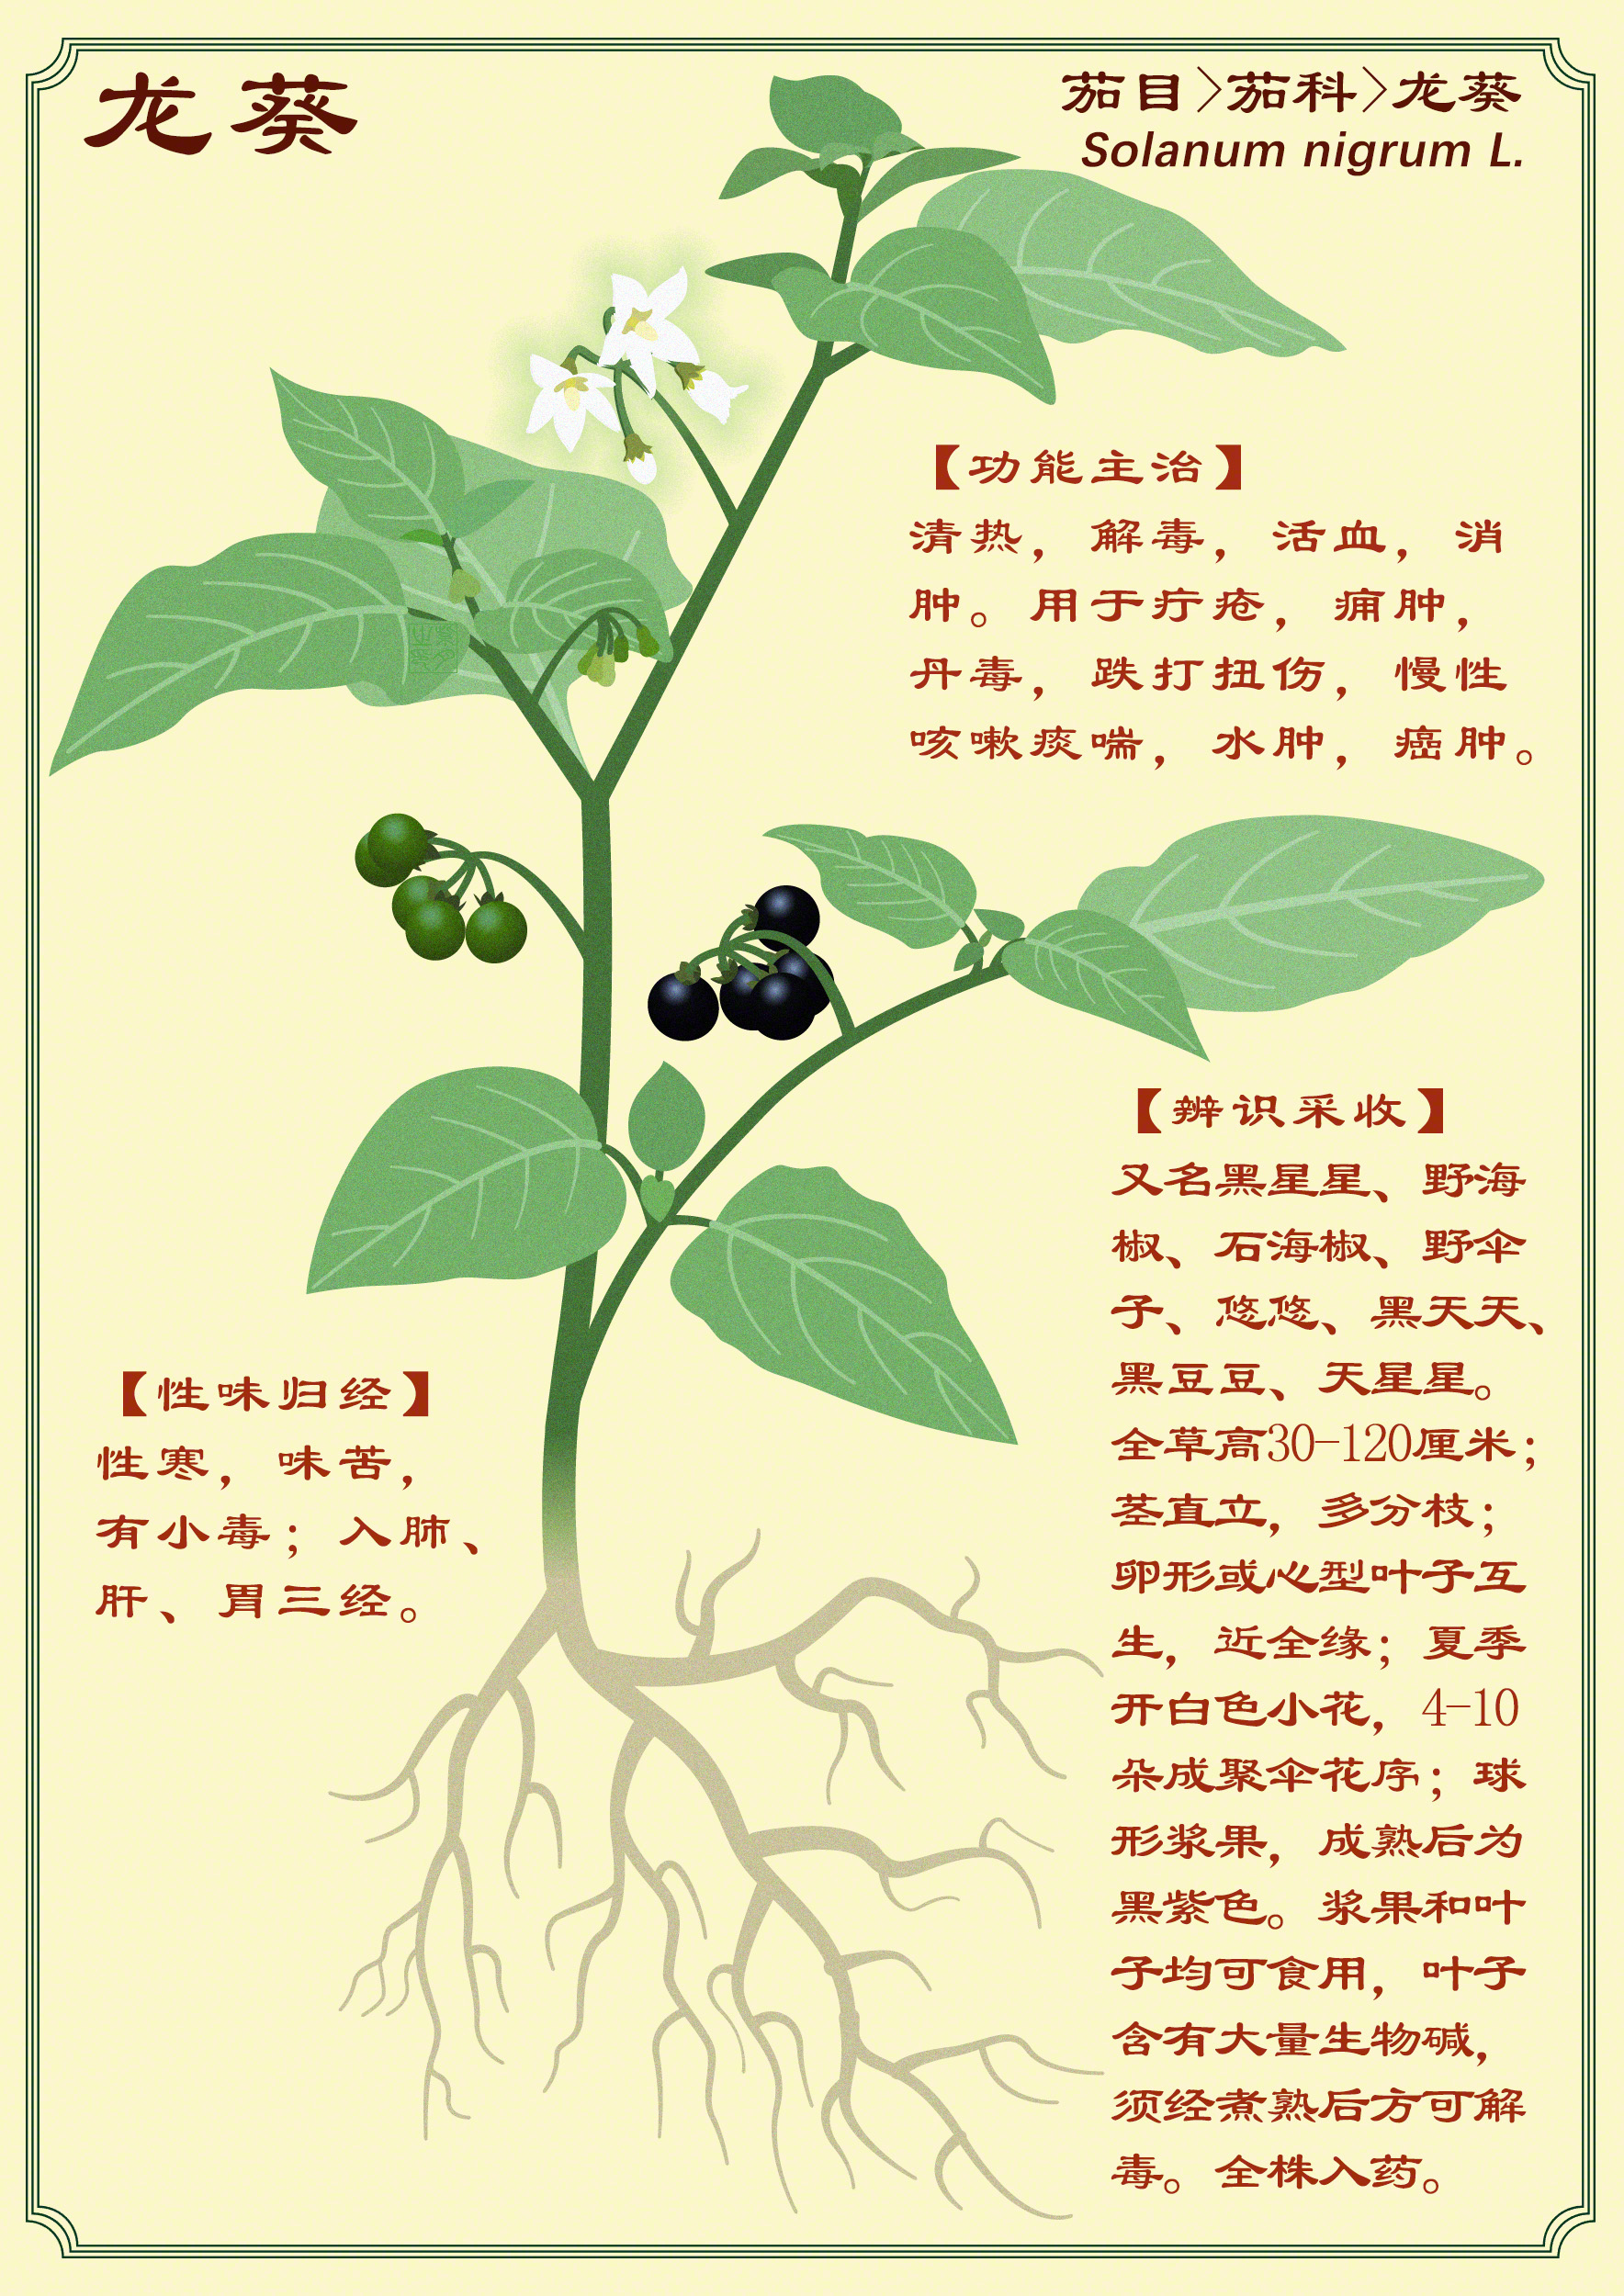 龙葵
茄目>茄科>龙葵
Solanum nigrum L.
【功能主治】
清热，解毒，活血，消
肿。用于疔疮，痈肿，
丹毒，跌打扭伤，慢性
咳嗽痰喘，水肿，癌肿。
【辨识采收】
又名黑星星、野海
椒、石海椒、野伞
子、悠悠、黑天天、
黑豆豆、天星星。
全草高30-120厘米；
茎直立，多分枝；
卵形或心型叶子互
生，近全缘；夏季
开白色小花，4-10
朵成聚伞花序；球
形浆果，成熟后为
黑紫色。浆果和叶
子均可食用，叶子
含有大量生物碱，
须经煮熟后方可解
毒。全株入药。
【性味归经】
性寒，味苦，
有小毒；入肺、
肝、胃三经。